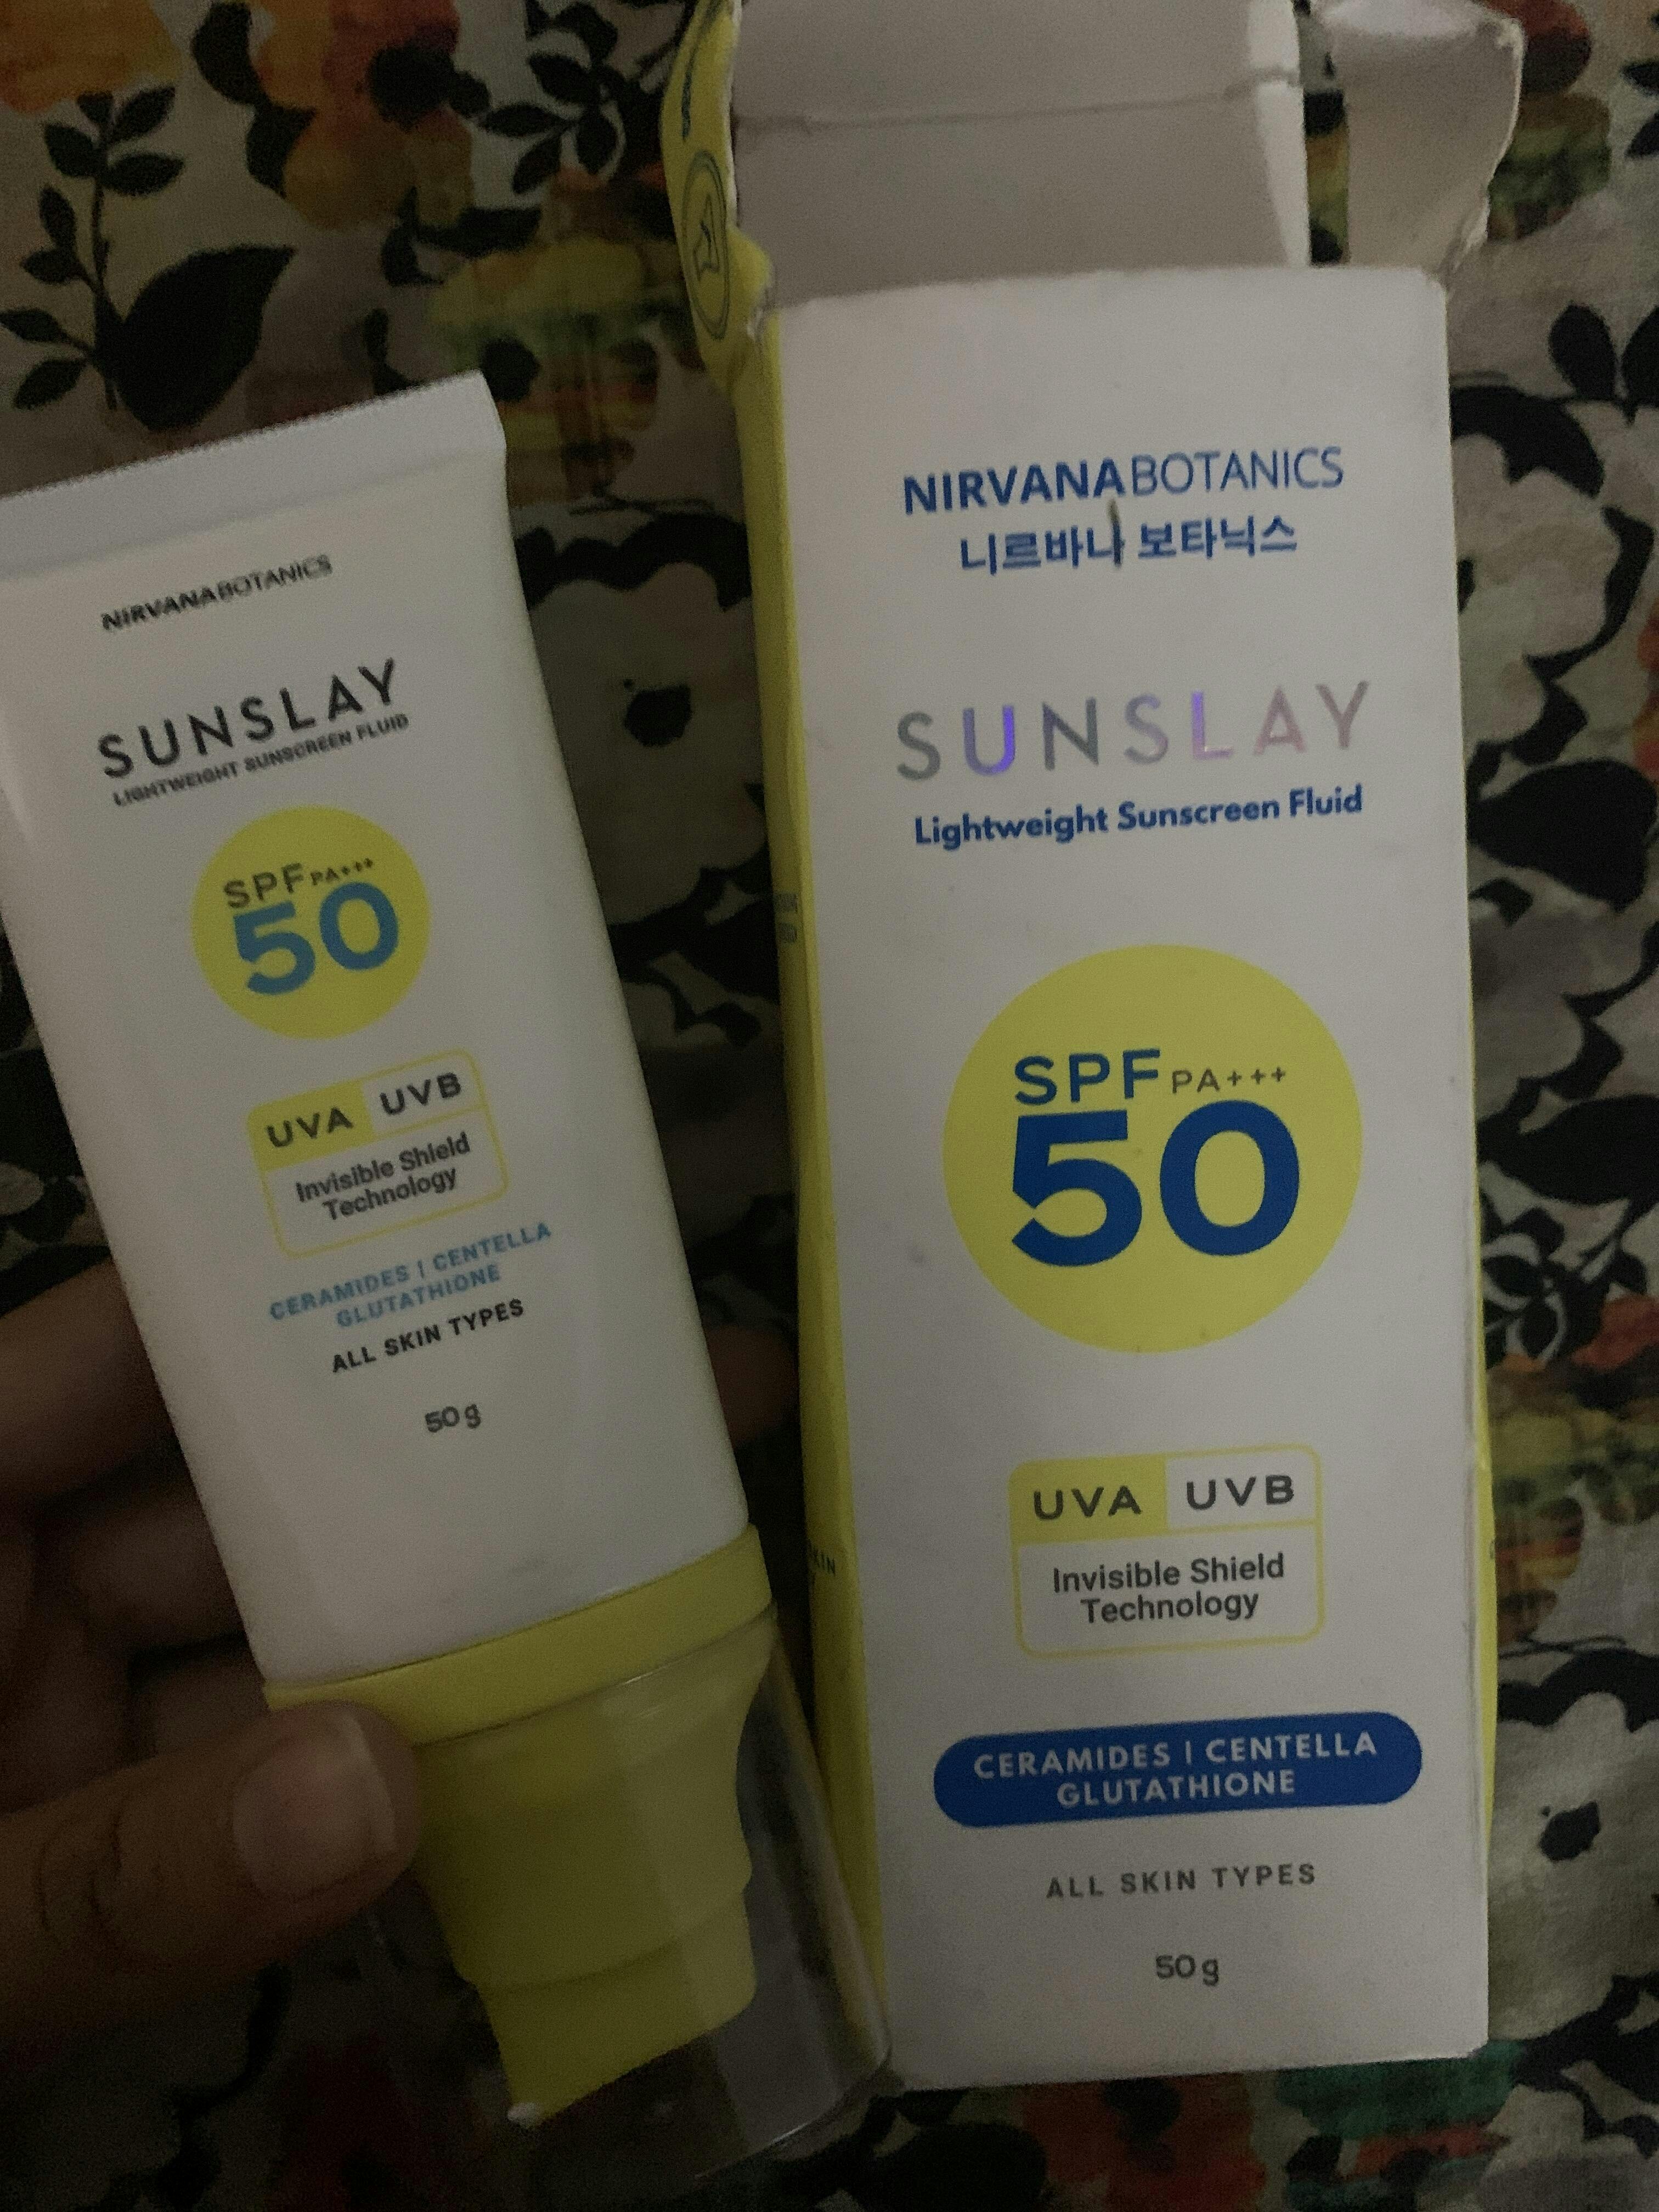 NIRVANABOTANICS
SUNSLAY
LIGHTWEIGHT SUNSCREEN FLUID
SPF PA+++
50
UVA UVB
Invisible Shield
Technology
CERAMIDES | CENTELLA
GLUTATHIONE
ALL SKIN TYPES
50g
NIRVANABOTANICS
니르바나 보타닉스
SUNSLAY
Lightweight Sunscreen Fluid
SPF PA+++
50
UVA UVB
Invisible Shield
Technology
CERAMIDES | CENTELLA
GLUTATHIONE
ALL SKIN TYPES
50g